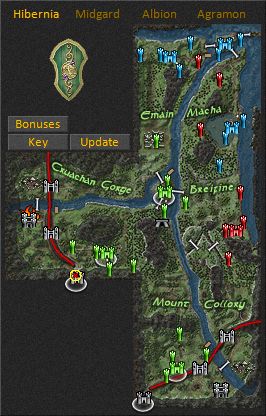 Hibernia Midgard Albion Agramon
Bonuses
Key Update
Emain Macha
Cruachan Gorge
Breifine
Mount Collory